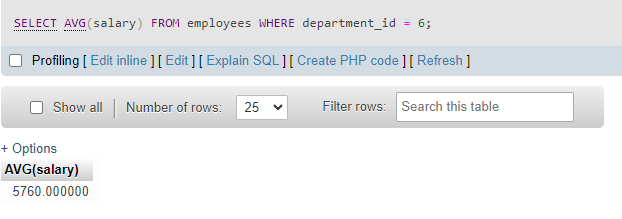 SELECT AVG(salary) FROM employees WHERE department_id = 6;
Profiling [ Edit inline ] [ Edit ] [ Explain SQL ] [ Create PHP code ] [ Refresh ]
Show all Number of rows: 25 Filter rows: Search this table
+ Options
AVG(salary)
5760.000000